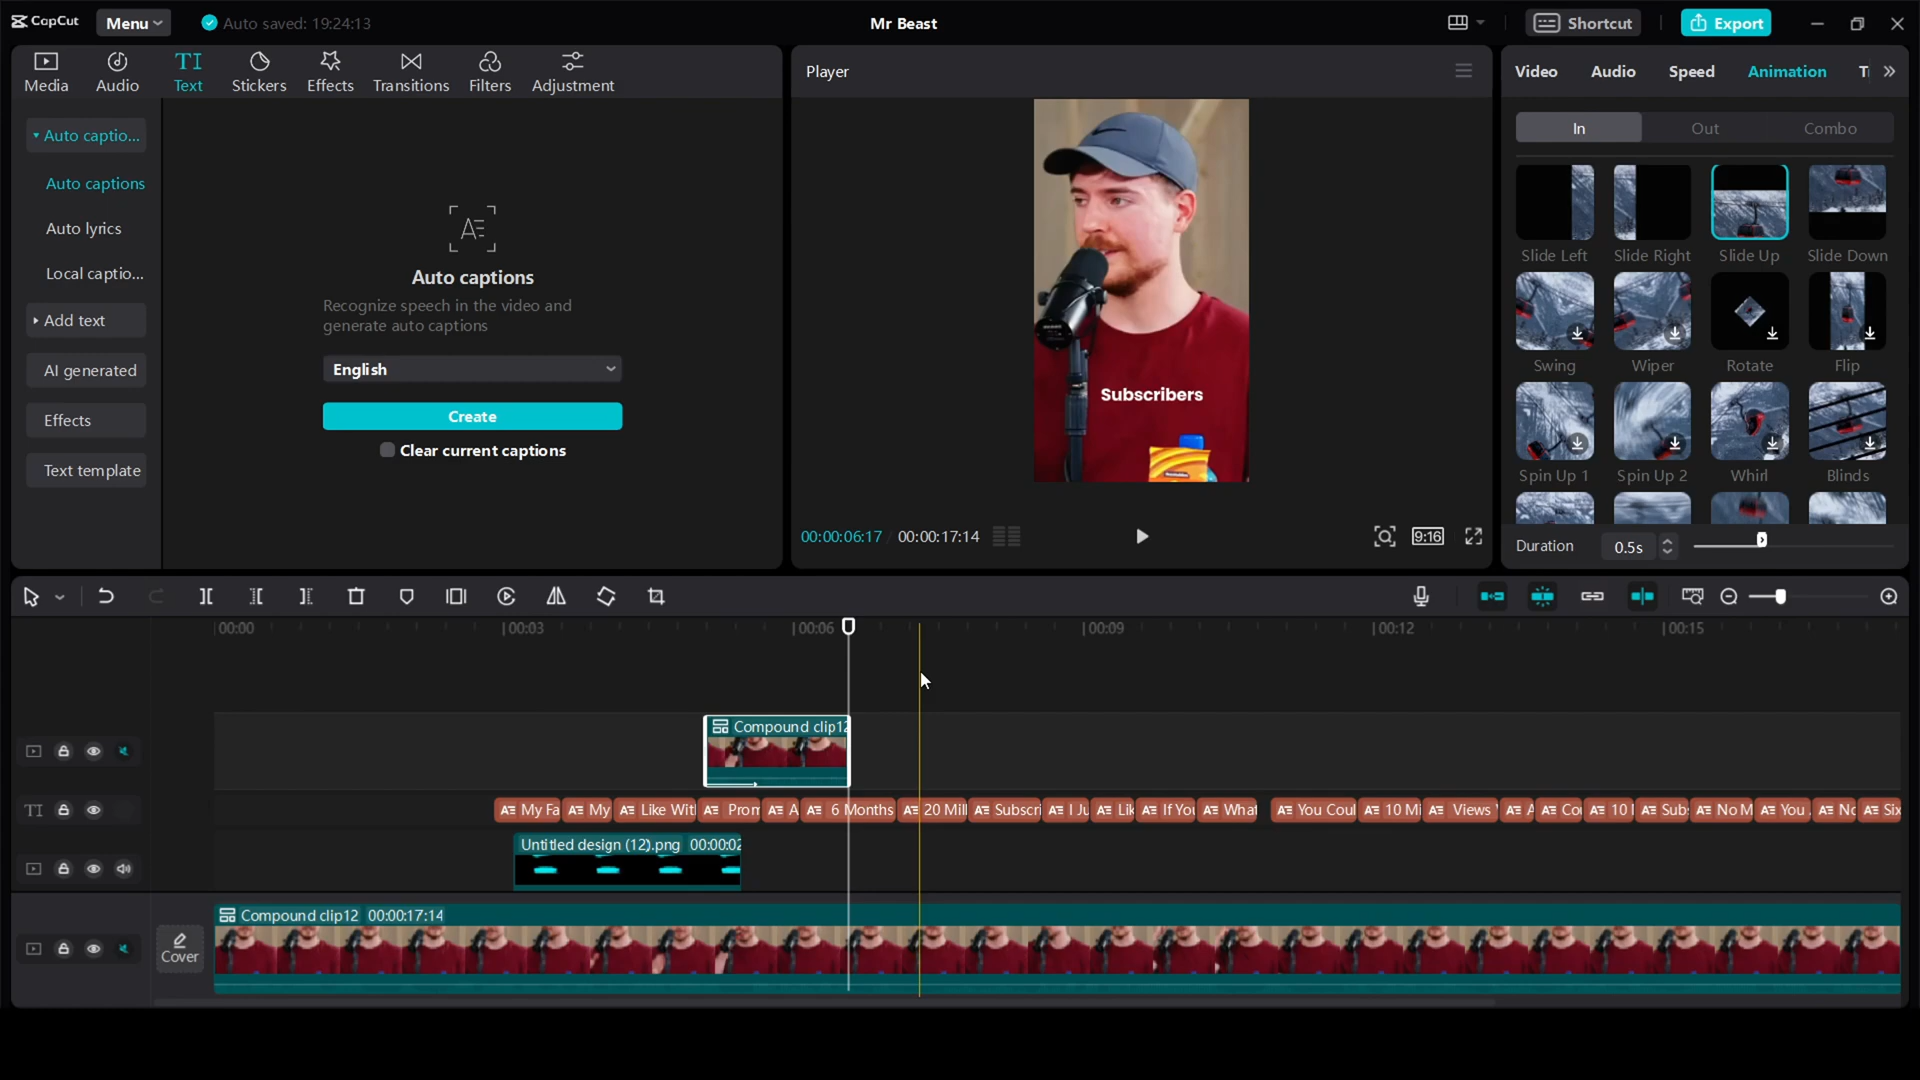 CapCut Menu Auto saved: 19:24:13 Mr Beast Shortcut Export
Media Audio Text Stickers Effects Transitions Filters Adjustment
TI
Auto captio...
Auto captions
Auto lyrics
Local captio...
Add text
AI generated
Effects
Text template
Auto captions
Recognize speech in the video and
generate auto captions
English
Create
Clear current captions
Player
Subscribers
00:00:06:17 / 00:00:17:14
9:16
Video Audio Speed Animation
In Out Combo
Slide Left Slide Right Slide Up Slide Down
Swing Wiper Rotate Flip
Spin Up 1 Spin Up 2 Whirl Blinds
Duration 0.5s
00:00 00:03 00:06 00:09 00:12 00:15
Compound clip12
TI A≡ My Fa A≡ My A≡ Like Wit A≡ Pron A≡ A A≡ 6 Months A≡ 20 Mill A≡ Subscri A≡ I Ju A≡ Lik A≡ If You A≡ What A≡ You Coul A≡ 10 Mi A≡ Views A≡ A A≡ Co A≡ 10 A≡ Sub A≡ No M A≡ You A≡ No A≡ Six
Untitled design (12).png 00:00:02
Compound clip12 00:00:17:14
Cover